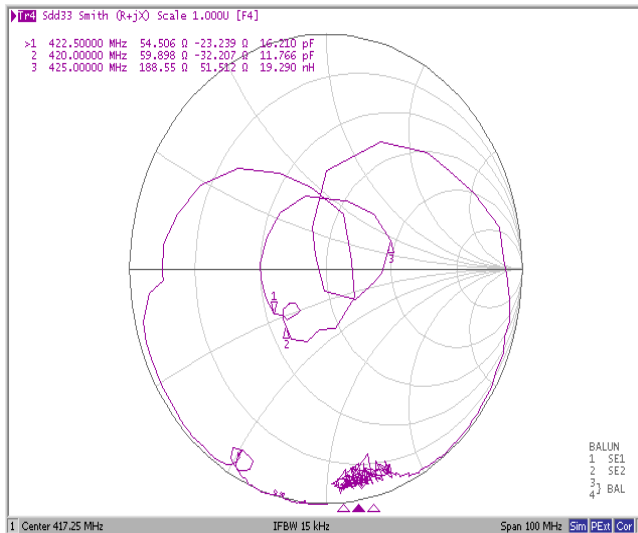 Tr4 Sdd33 Smith (R+jX) Scale 1.000U [F4]
>1 422.50000 MHz 54.506 Ω -23.239 Ω 16.210 pF
2 420.00000 MHz 59.898 Ω -32.207 Ω 11.766 pF
3 425.00000 MHz 188.55 Ω 51.512 Ω 19.290 nH
3
1
2
BALUN
1 SE1
2 SE2
3
4} BAL
1 Center 417.25 MHz IFBW 15 kHz Span 100 MHz Sim PExt Cor